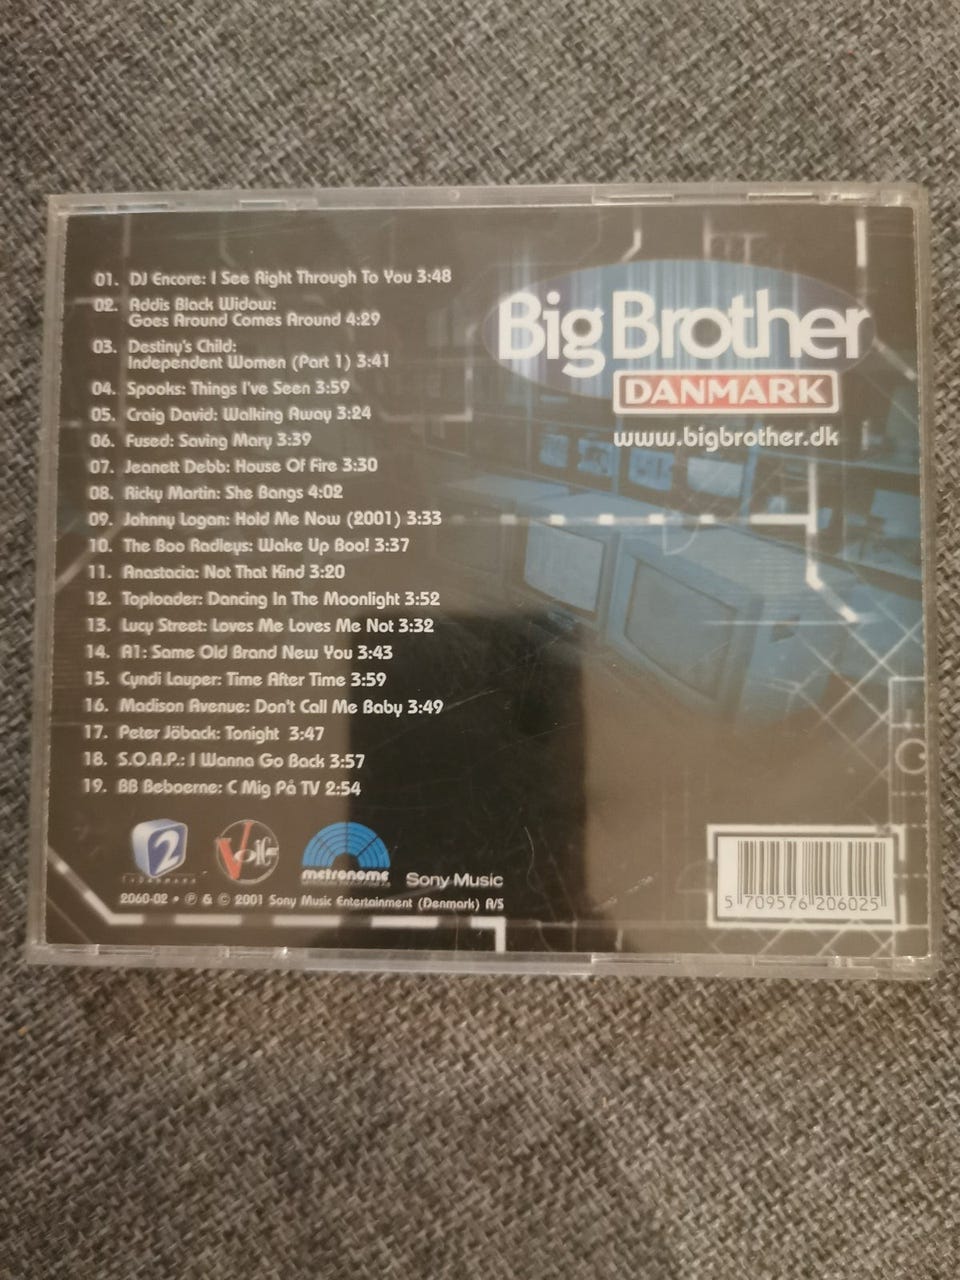 01. DJ Encore: I See Right Through To You 3:48
02. Addis Black Widow:
Goes Around Comes Around 4:29
03. Destiny's Child:
Independent Women (Part 1) 3:41
04. Spooks: Things I've Seen 3:59
05. Craig David: Walking Away 3:24
06. Fused: Saving Mary 3:39
07. Jeanett Debb: House Of Fire 3:30
08. Ricky Martin: She Bangs 4:02
09. Johnny Logan: Hold Me Now (2001) 3:33
10. The Boo Radleys: Wake Up Boo! 3:37
11. Anastacia: Not That Kind 3:20
12. Toploader: Dancing In The Moonlight 3:52
13. Lucy Street: Loves Me Loves Me Not 3:32
14. A1: Same Old Brand New You 3:43
15. Cyndi Lauper: Time After Time 3:59
16. Madison Avenue: Don't Call Me Baby 3:49
17. Peter Jöback: Tonight 3:47
18. S.O.A.P.: I Wanna Go Back 3:57
19. BB Beboerne: C Mig På TV 2:54
Big Brother
DANMARK
www.bigbrother.dk
2
Voice
metronome
Sony Music
2060-02 • ℗ & © 2001 Sony Music Entertainment (Denmark) A/S
5 709576 206025